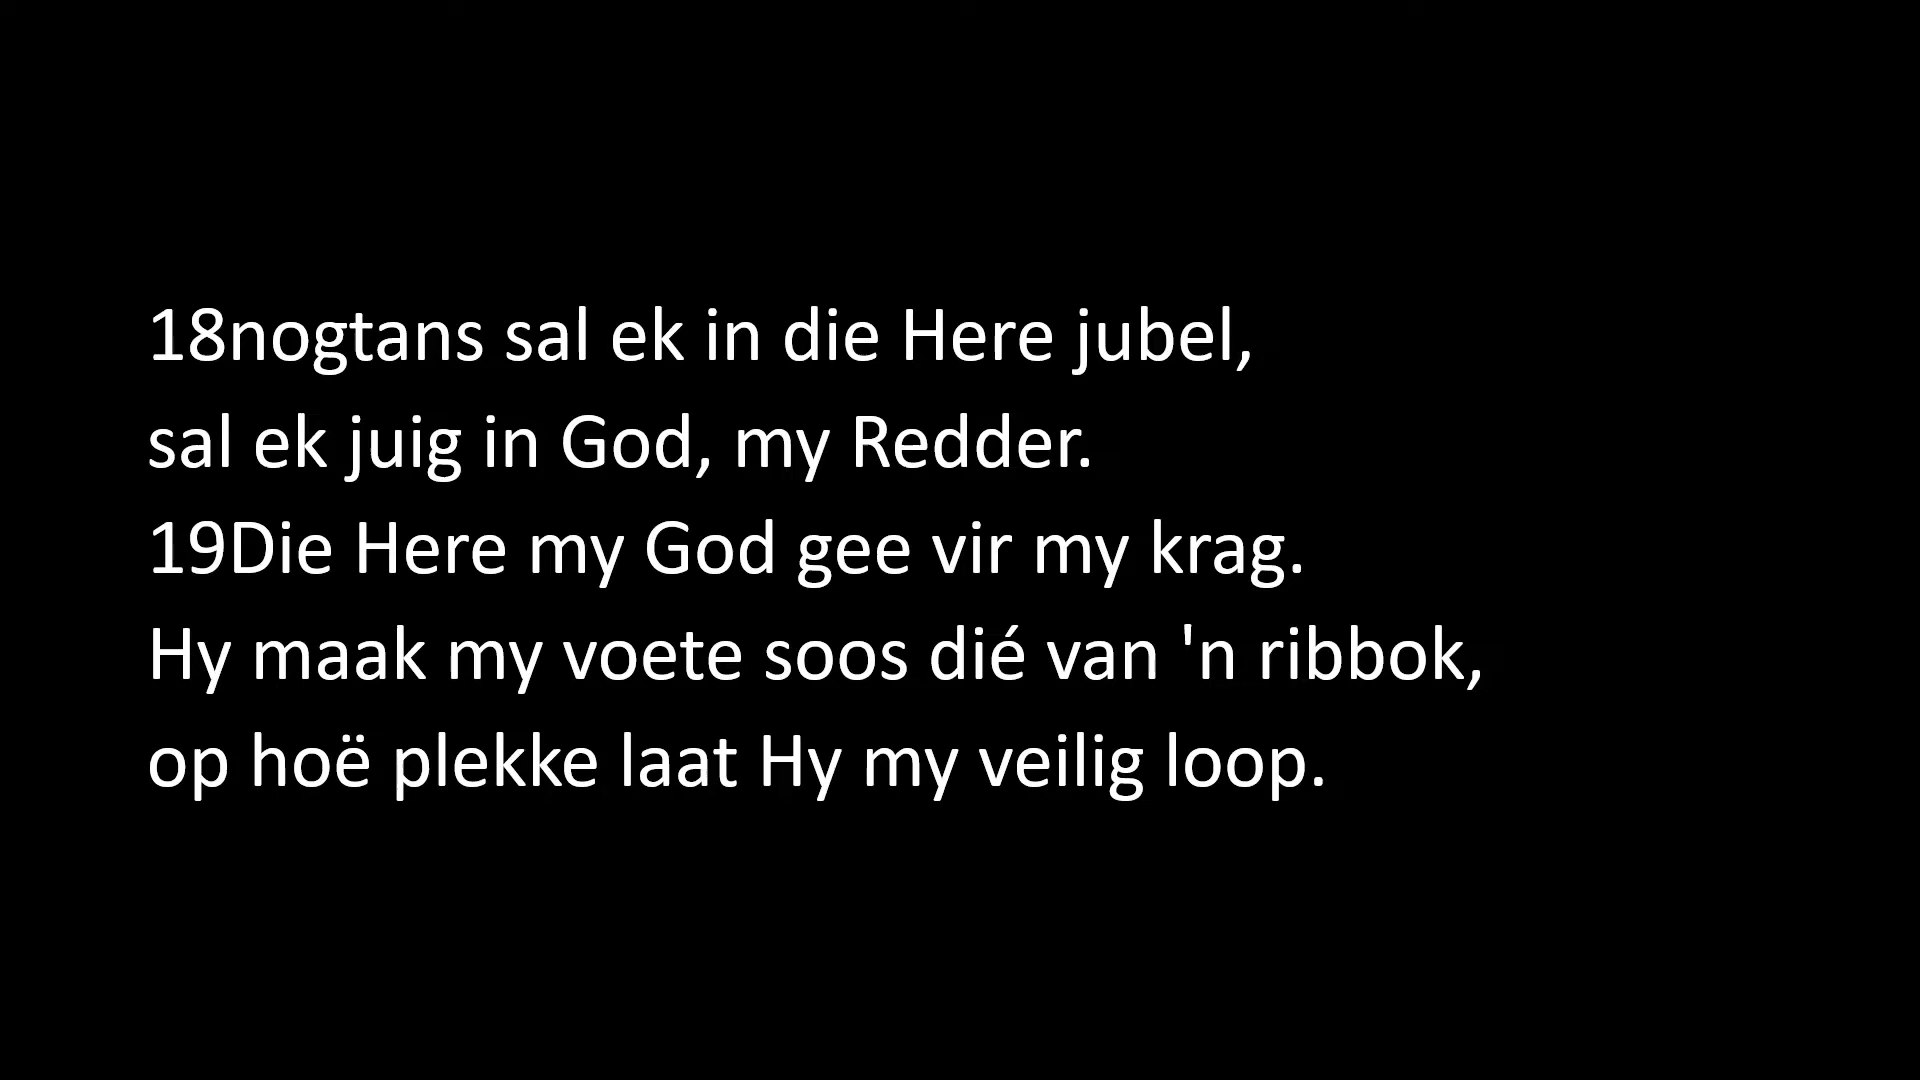 18nogtans sal ek in die Here jubel,
sal ek juig in God, my Redder.
19Die Here my God gee vir my krag.
Hy maak my voete soos dié van 'n ribbok,
op hoë plekke laat Hy my veilig loop.